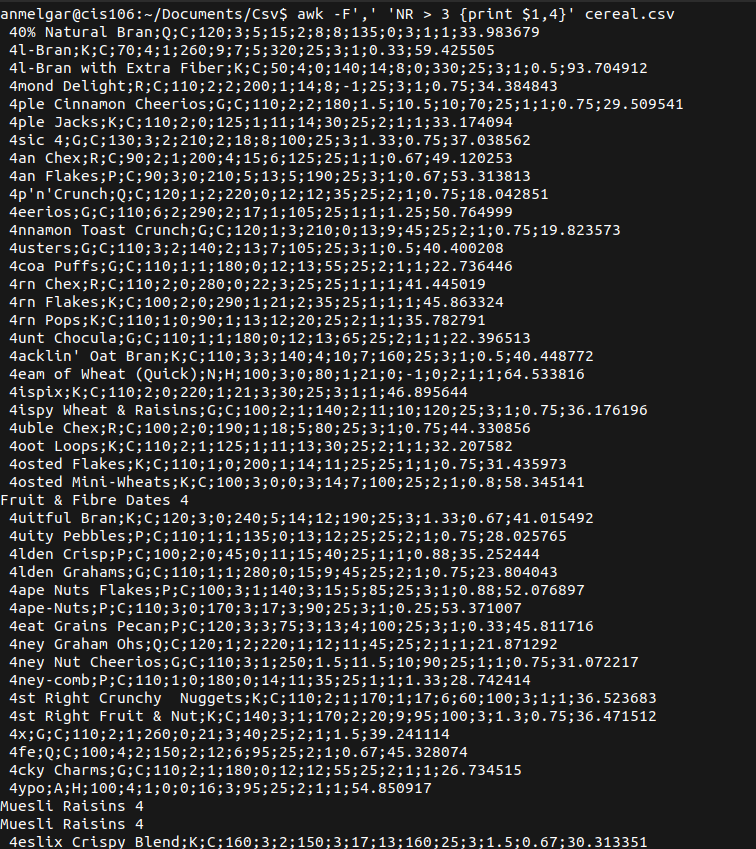 anmelgar@cis106:~/Documents/Csv$ awk -F',' 'NR > 3 {print $1,4}' cereal.csv
40% Natural Bran;Q;C;120;3;5;15;2;8;8;135;0;3;1;1;33.983679
4l-Bran;K;C;70;4;1;260;9;7;5;320;25;3;1;0.33;59.425505
4l-Bran with Extra Fiber;K;C;50;4;0;140;14;8;0;330;25;3;1;0.5;93.704912
4mond Delight;R;C;110;2;2;200;1;14;8;-1;25;3;1;0.75;34.384843
4ple Cinnamon Cheerios;G;C;110;2;2;180;1.5;10.5;10;70;25;1;1;0.75;29.509541
4ple Jacks;K;C;110;2;0;125;1;11;14;30;25;2;1;1;33.174094
4sic 4;G;C;130;3;2;210;2;18;8;100;25;3;1.33;0.75;37.038562
4an Chex;R;C;90;2;1;200;4;15;6;125;25;1;1;0.67;49.120253
4an Flakes;P;C;90;3;0;210;5;13;5;190;25;3;1;0.67;53.313813
4p'n'Crunch;Q;C;120;1;2;220;0;12;12;35;25;2;1;0.75;18.042851
4eerios;G;C;110;6;2;290;2;17;1;105;25;1;1;1.25;50.764999
4nnamon Toast Crunch;G;C;120;1;3;210;0;13;9;45;25;2;1;0.75;19.823573
4usters;G;C;110;3;2;140;2;13;7;105;25;3;1;0.5;40.400208
4coa Puffs;G;C;110;1;1;180;0;12;13;55;25;2;1;1;22.736446
4rn Chex;R;C;110;2;0;280;0;22;3;25;25;1;1;1;41.445019
4rn Flakes;K;C;100;2;0;290;1;21;2;35;25;1;1;1;45.863324
4rn Pops;K;C;110;1;0;90;1;13;12;20;25;2;1;1;35.782791
4unt Chocula;G;C;110;1;1;180;0;12;13;65;25;2;1;1;22.396513
4acklin' Oat Bran;K;C;110;3;3;140;4;10;7;160;25;3;1;0.5;40.448772
4eam of Wheat (Quick);N;H;100;3;0;80;1;21;0;-1;0;2;1;1;64.533816
4ispix;K;C;110;2;0;220;1;21;3;30;25;3;1;1;46.895644
4ispy Wheat & Raisins;G;C;100;2;1;140;2;11;10;120;25;3;1;0.75;36.176196
4uble Chex;R;C;100;2;0;190;1;18;5;80;25;3;1;0.75;44.330856
4oot Loops;K;C;110;2;1;125;1;11;13;30;25;2;1;1;32.207582
4osted Flakes;K;C;110;1;0;200;1;14;11;25;25;1;1;0.75;31.435973
4osted Mini-Wheats;K;C;100;3;0;0;3;14;7;100;25;2;1;0.8;58.345141
Fruit & Fibre Dates 4
4uitful Bran;K;C;120;3;0;240;5;14;12;190;25;3;1.33;0.67;41.015492
4uity Pebbles;P;C;110;1;1;135;0;13;12;25;25;2;1;0.75;28.025765
4lden Crisp;P;C;100;2;0;45;0;11;15;40;25;1;1;0.88;35.252444
4lden Grahams;G;C;110;1;1;280;0;15;9;45;25;2;1;0.75;23.804043
4ape Nuts Flakes;P;C;100;3;1;140;3;15;5;85;25;3;1;0.88;52.076897
4ape-Nuts;P;C;110;3;0;170;3;17;3;90;25;3;1;0.25;53.371007
4eat Grains Pecan;P;C;120;3;3;75;3;13;4;100;25;3;1;0.33;45.811716
4ney Graham Ohs;Q;C;120;1;2;220;1;12;11;45;25;2;1;1;21.871292
4ney Nut Cheerios;G;C;110;3;1;250;1.5;11.5;10;90;25;1;1;0.75;31.072217
4ney-comb;P;C;110;1;0;180;0;14;11;35;25;1;1;1.33;28.742414
4st Right Crunchy  Nuggets;K;C;110;2;1;170;1;17;6;60;100;3;1;1;36.523683
4st Right Fruit & Nut;K;C;140;3;1;170;2;20;9;95;100;3;1.3;0.75;36.471512
4x;G;C;110;2;1;260;0;21;3;40;25;2;1;1.5;39.241114
4fe;Q;C;100;4;2;150;2;12;6;95;25;2;1;0.67;45.328074
4cky Charms;G;C;110;2;1;180;0;12;12;55;25;2;1;1;26.734515
4ypo;A;H;100;4;1;0;0;16;3;95;25;2;1;1;54.850917
Muesli Raisins 4
Muesli Raisins 4
4eslix Crispy Blend;K;C;160;3;2;150;3;17;13;160;25;3;1.5;0.67;30.313351